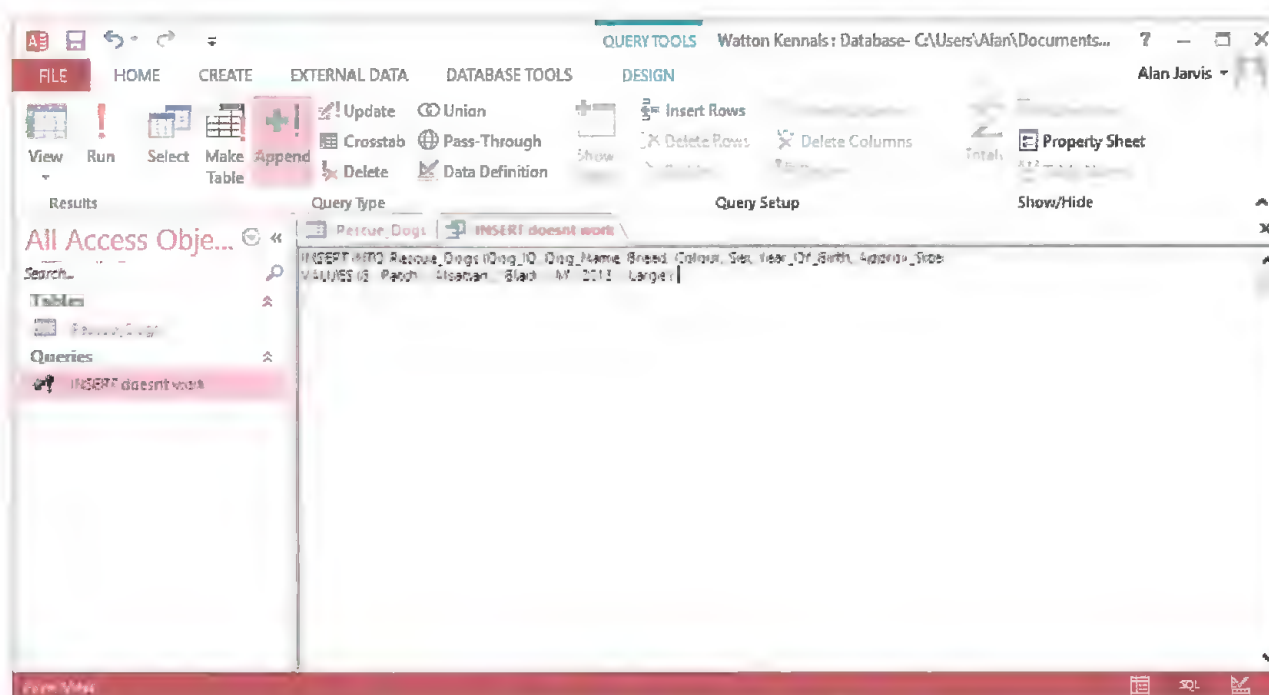 QUERY TOOLS Watton Kennals : Database- C:\Users\Alan\Documents... ?
FILE HOME CREATE EXTERNAL DATA DATABASE TOOLS DESIGN Alan Jarvis
Update Union Insert Rows
Crosstab Pass-Through Delete Rows Delete Columns Property Sheet
View Run Select Make Table Append Show Totals
Delete Data Definition
Results Query Type Query Setup Show/Hide
All Access Obje... «
Rescue_Dogs INSERT doesnt work
Search...
INSERT INTO Rescue_Dogs (Dog_ID, Dog_Name, Breed, Colour, Sex, Year_Of_Birth,
VALUES Patch Alsatian Black M 2013 Large
Tables
Rescue_Dogs
Queries
INSERT doesnt work
SQL